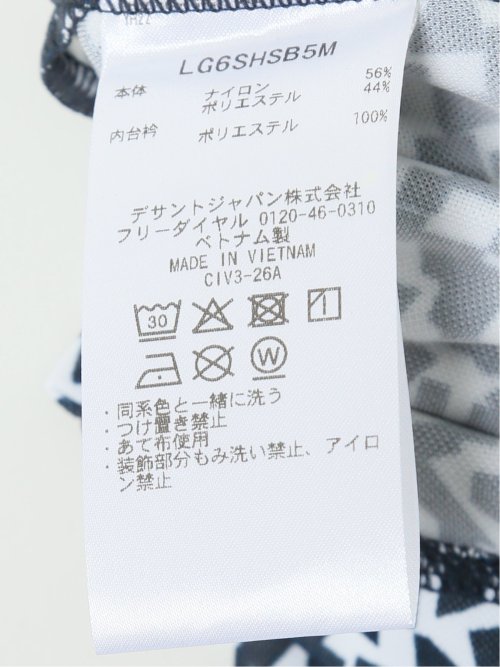 LG6SHSB5M
本体 ナイロン 56%
ポリエステル 44%
内台衿 ポリエステル 100%
デサントジャパン株式会社
フリーダイヤル 0120-46-0310
ベトナム製
MADE IN VIETNAM
CIV3-26A
30
W
・同系色と一緒に洗う
・つけ置き禁止
・あて布使用
・装飾部分もみ洗い禁止、アイロ
ン禁止